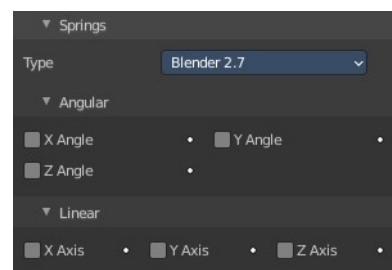 Springs
Type Blender 2.7
Angular
X Angle Y Angle
Z Angle
Linear
X Axis Y Axis Z Axis